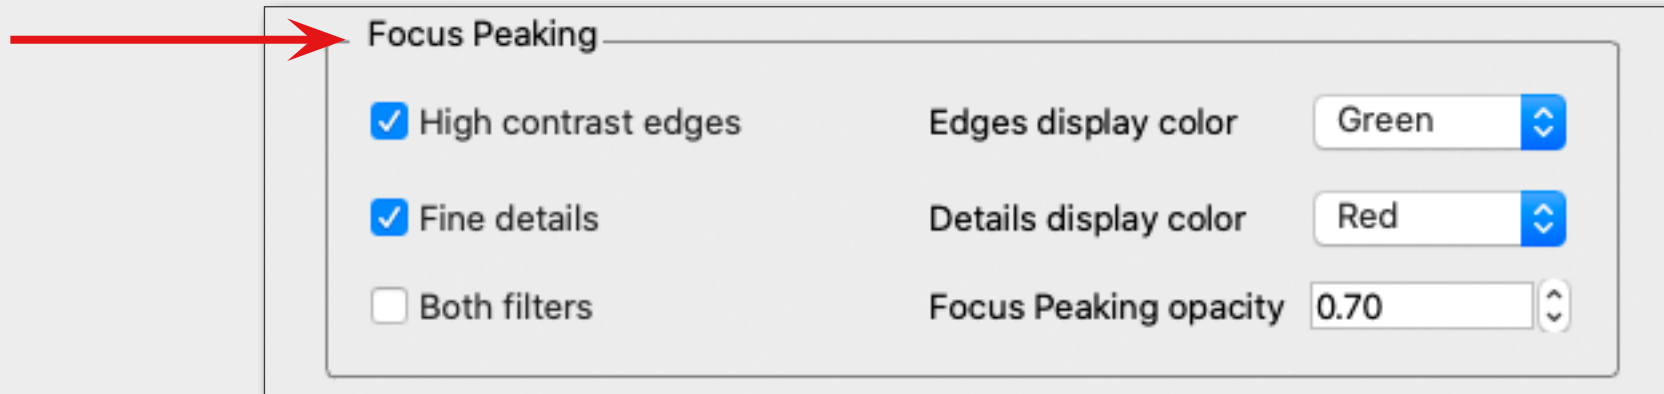 Focus Peaking
High contrast edges Edges display color Green
Fine details Details display color Red
Both filters Focus Peaking opacity 0.70